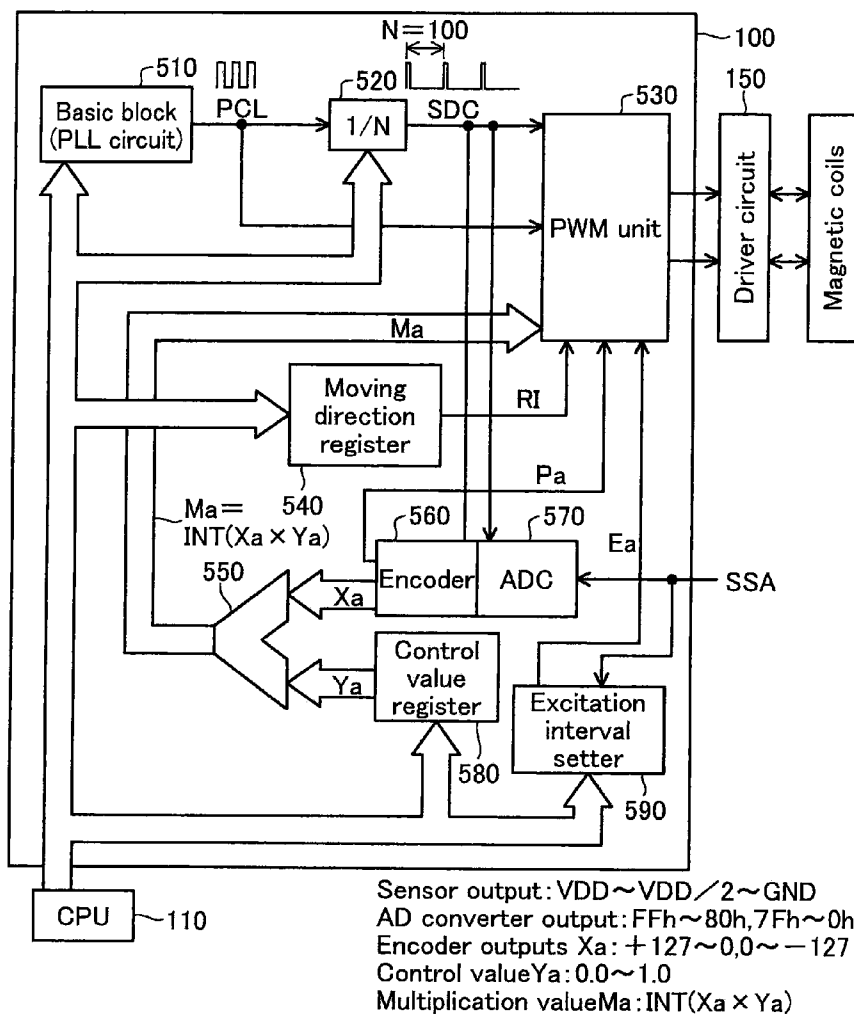 N=100
100
510
PCL
520
SDC
530
150
Basic block
(PLL circuit)
1/N
PWM unit
Driver circuit
Magnetic coils
Ma
Moving
direction
register
RI
540
Pa
Ma=
INT(Xa×Ya)
560
570
Ea
550
Encoder
ADC
SSA
Xa
Control
value
register
Ya
580
Excitation
interval
setter
590
CPU
110
Sensor output:VDD~VDD/2~GND
AD converter output:FFh~80h,7Fh~0h
Encoder outputs Xa:+127~0,0~-127
Control valueYa:0.0~1.0
Multiplication valueMa:INT(Xa×Ya)